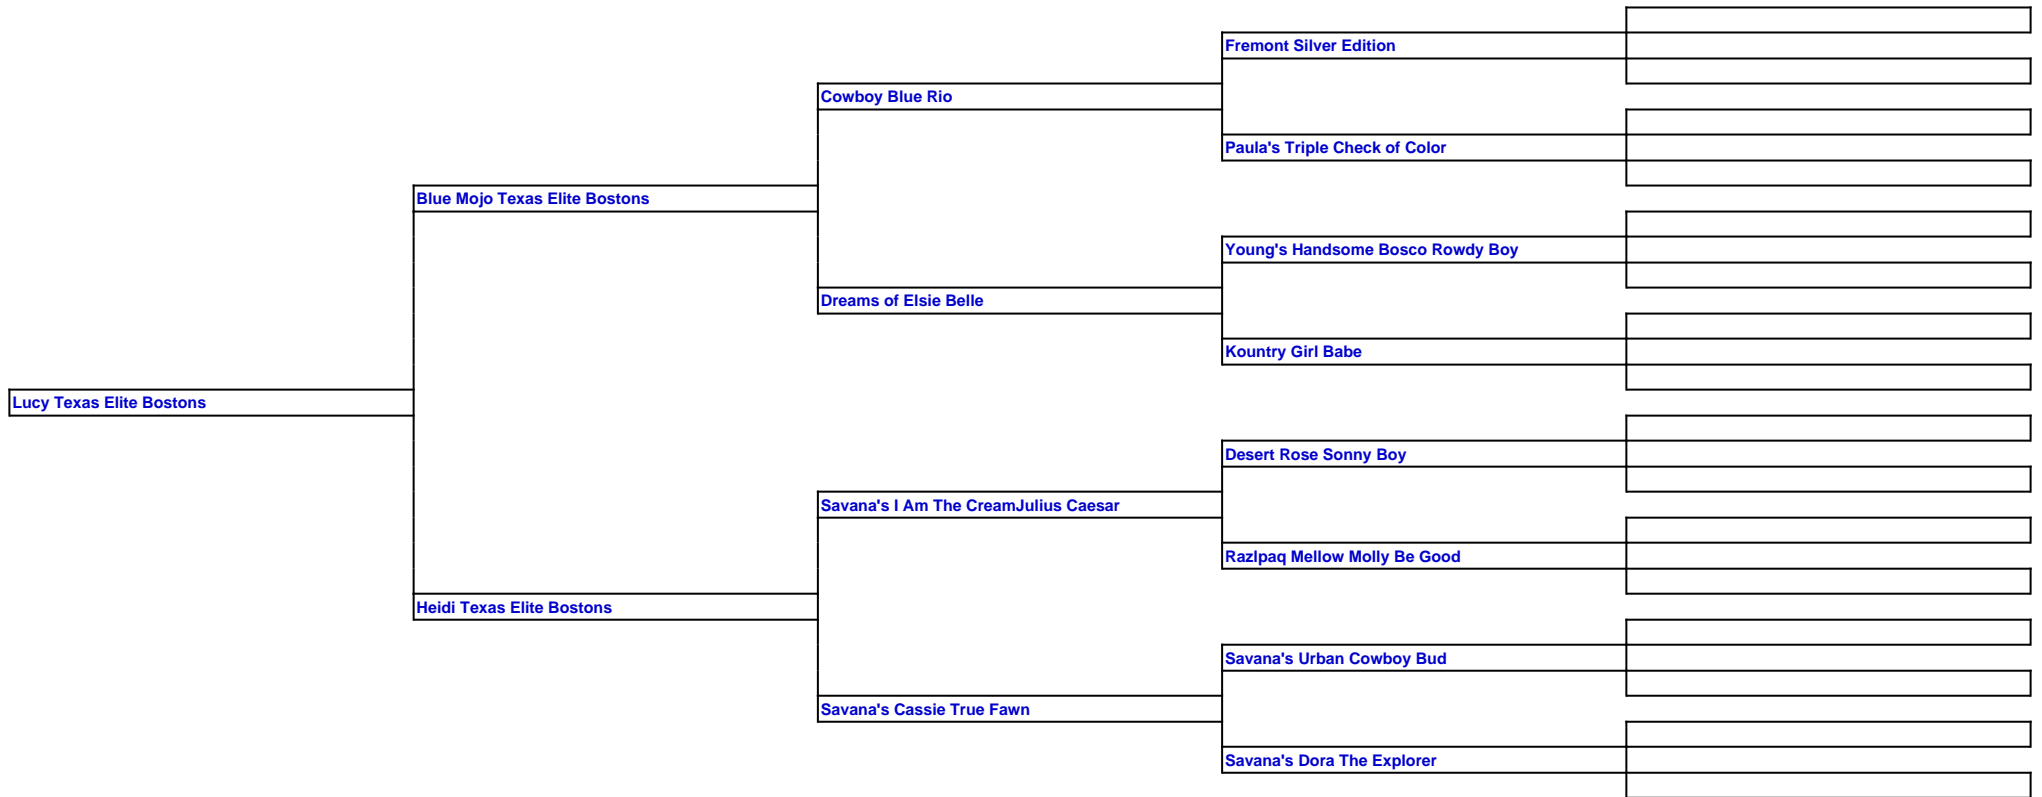 Fremont Silver Edition
Cowboy Blue Rio
Paula's Triple Check of Color
Blue Mojo Texas Elite Bostons
Young's Handsome Bosco Rowdy Boy
Dreams of Elsie Belle
Kountry Girl Babe
Lucy Texas Elite Bostons
Desert Rose Sonny Boy
Savana's I Am The CreamJulius Caesar
Razlpaq Mellow Molly Be Good
Heidi Texas Elite Bostons
Savana's Urban Cowboy Bud
Savana's Cassie True Fawn
Savana's Dora The Explorer